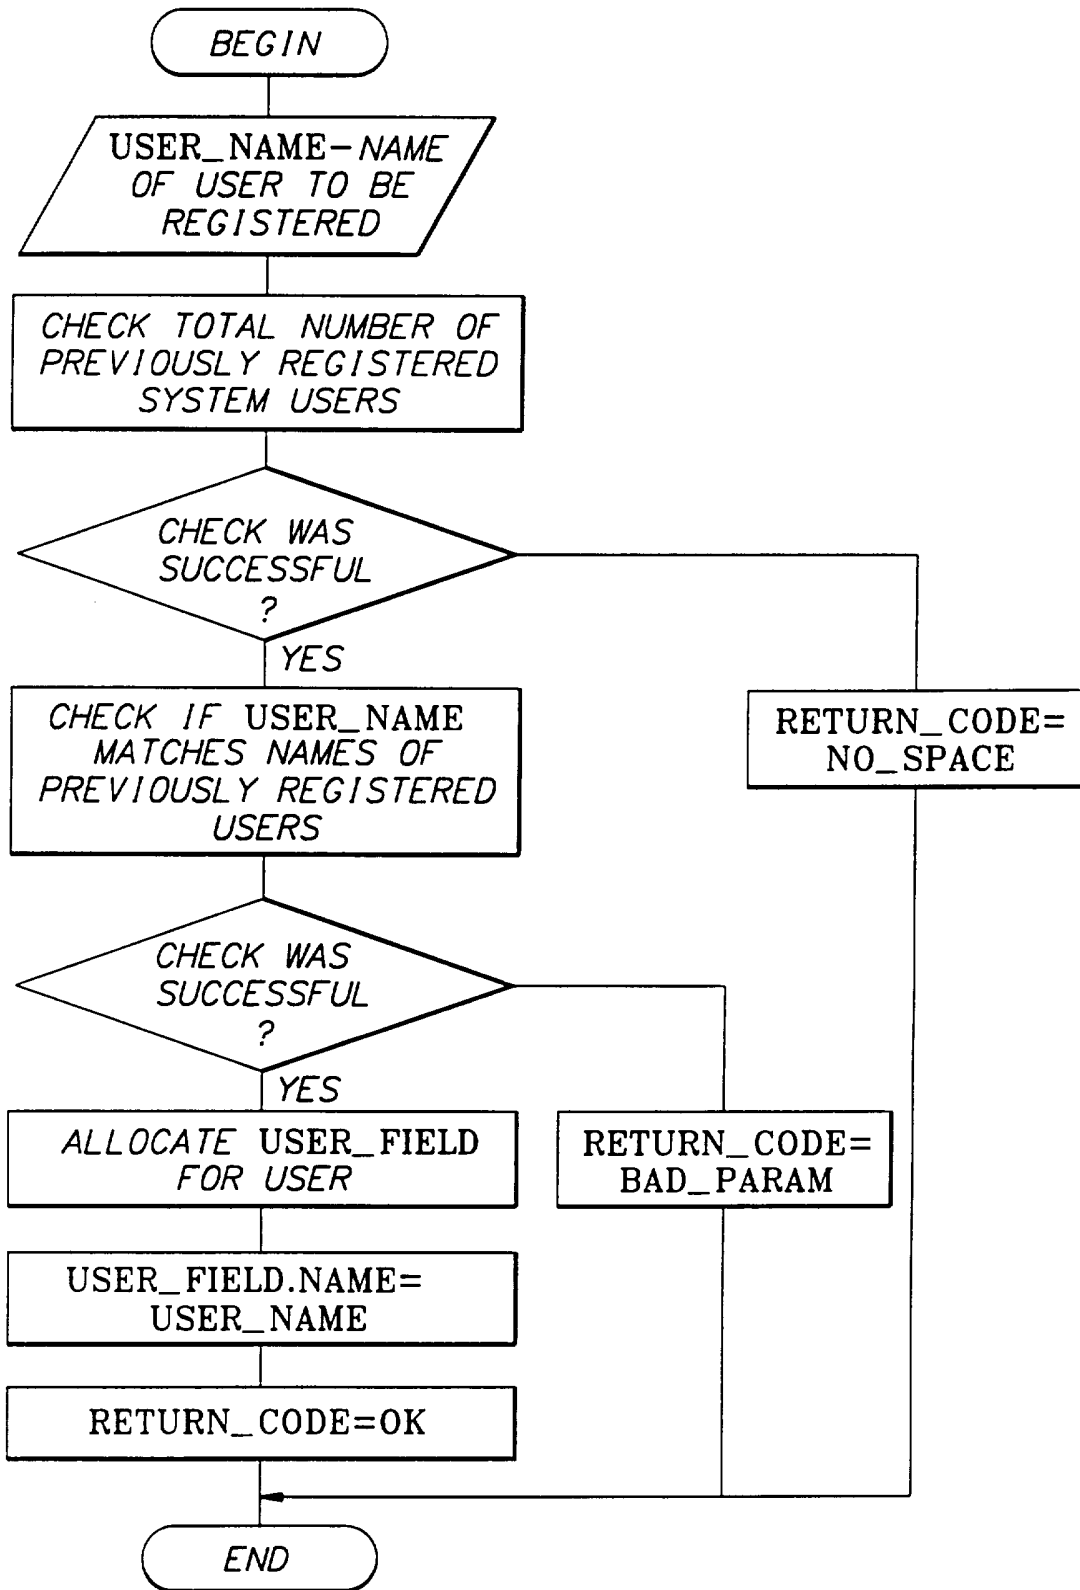 BEGIN
USER_NAME-NAME
OF USER TO BE
REGISTERED
CHECK TOTAL NUMBER OF
PREVIOUSLY REGISTERED
SYSTEM USERS
CHECK WAS
SUCCESSFUL
?
YES
CHECK IF USER_NAME
MATCHES NAMES OF
PREVIOUSLY REGISTERED
USERS
RETURN_CODE=
NO_SPACE
CHECK WAS
SUCCESSFUL
?
YES
ALLOCATE USER_FIELD
FOR USER
RETURN_CODE=
BAD_PARAM
USER_FIELD.NAME=
USER_NAME
RETURN_CODE=OK
END